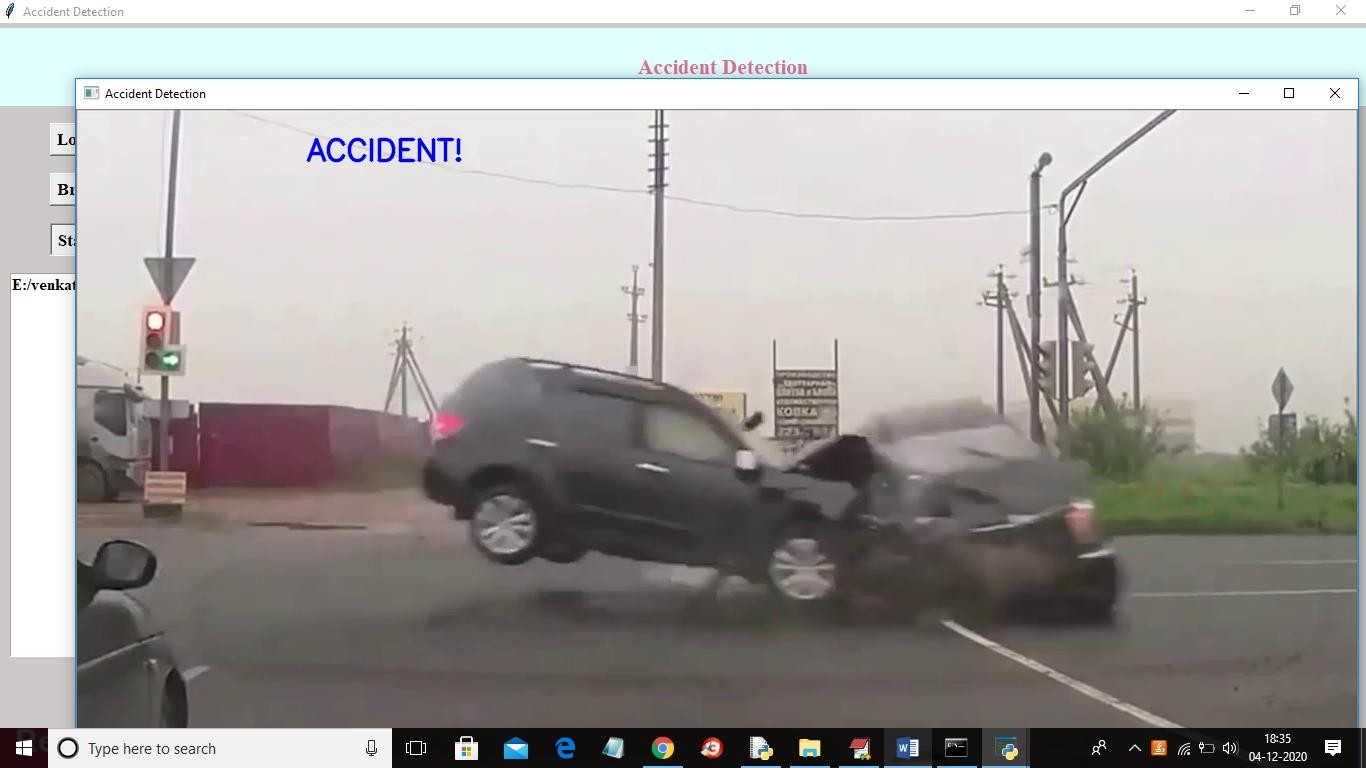 Accident Detection
Accident Detection
Accident Detection
ACCIDENT!
Lo
Br
Sta
E:/venkat
КОВКА
Type here to search
18:35
04-12-2020